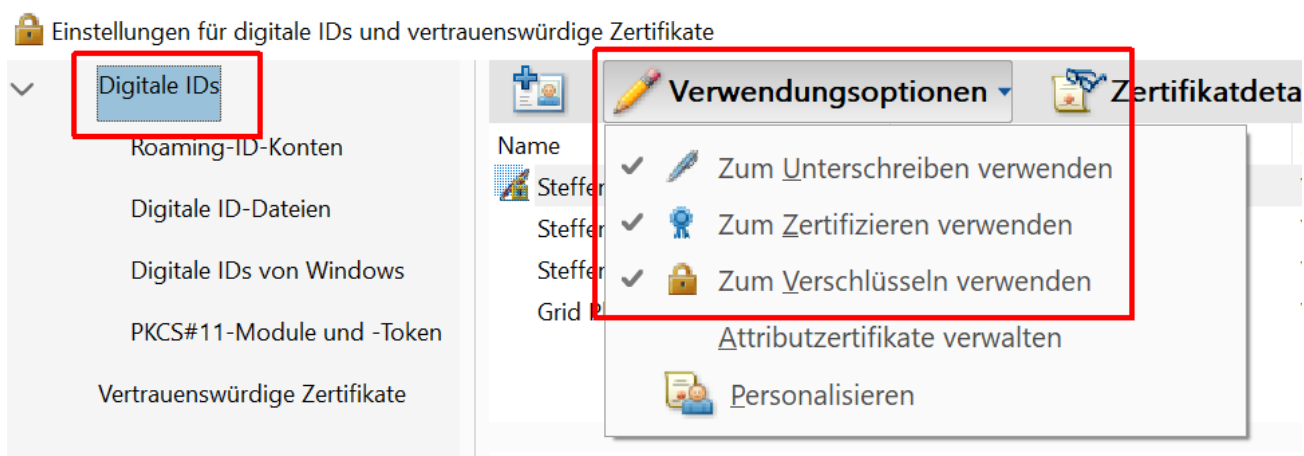 Einstellungen für digitale IDs und vertrauenswürdige Zertifikate
Digitale IDs
Roaming-ID-Konten
Digitale ID-Dateien
Digitale IDs von Windows
PKCS#11-Module und -Token
Vertrauenswürdige Zertifikate
Verwendungsoptionen
Name
Zum Unterschreiben verwenden
Zum Zertifizieren verwenden
Zum Verschlüsseln verwenden
Grid
Attributzertifikate verwalten
Personalisieren